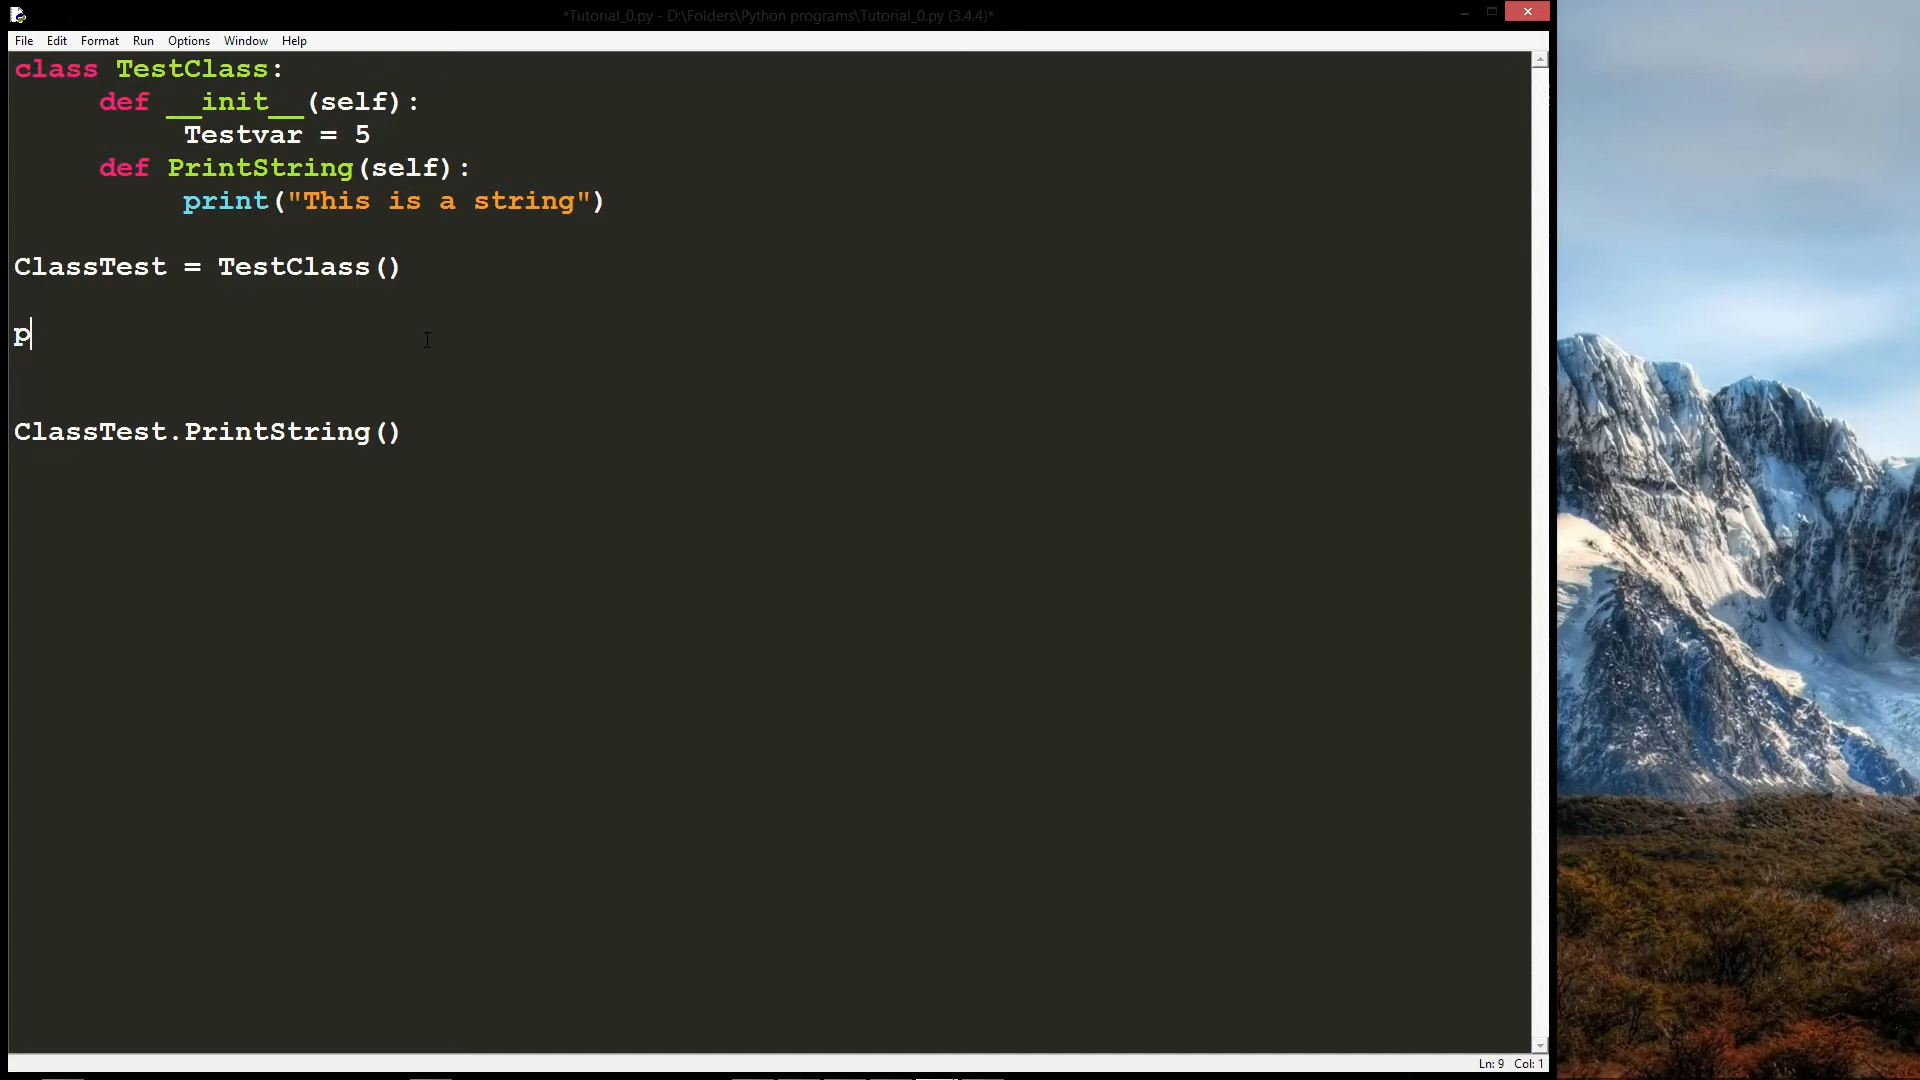 *Tutorial_0.py - D:\Folders\Python programs\Tutorial_0.py (3.4.4)*
File Edit Format Run Options Window Help
class TestClass:
     def __init__(self):
          Testvar = 5
     def PrintString(self):
          print("This is a string")
ClassTest = TestClass()
p
ClassTest.PrintString()
Ln: 9 Col: 1